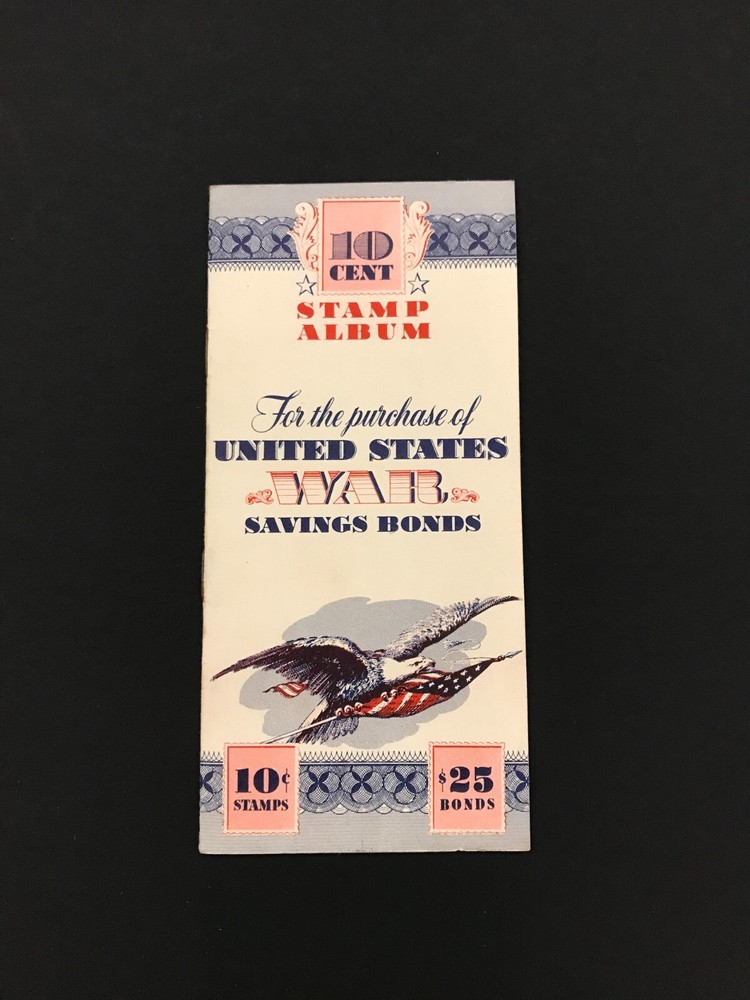 10
CENT
STAMP
ALBUM
For the purchase of
UNITED STATES
WAR
SAVINGS BONDS
10¢
STAMPS
$25
BONDS